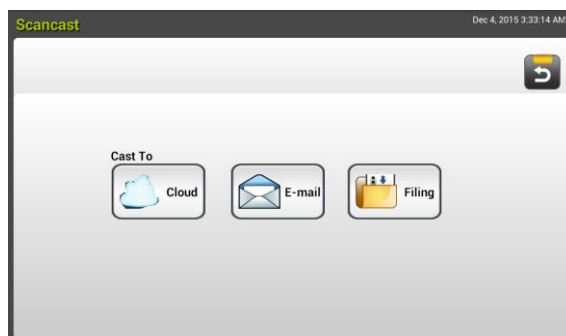 Scancast
Dec 4, 2015 3:33:14 AM
Cast To
Cloud
E-mail
Filing